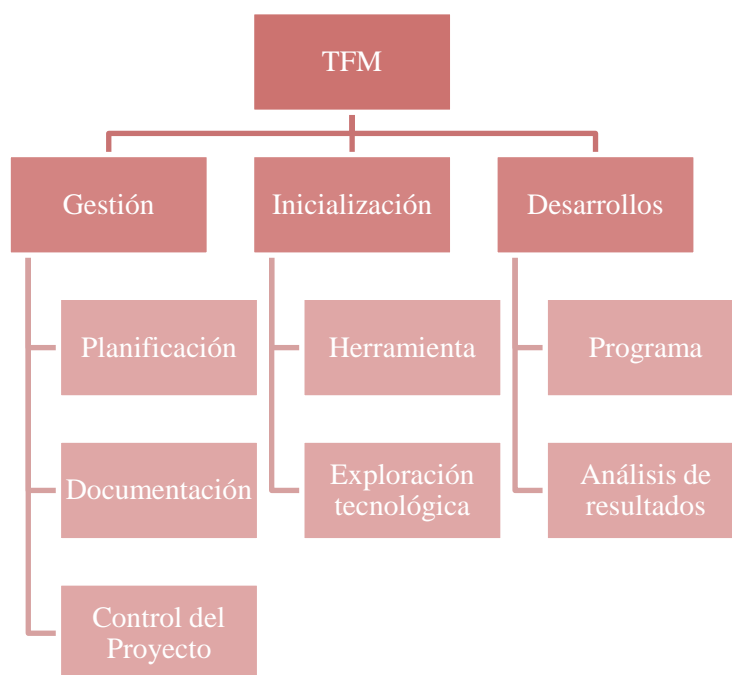 TFM
Gestión
Inicialización
Desarrollos
Planificación
Herramienta
Programa
Documentación
Exploración
tecnológica
Análisis de
resultados
Control del
Proyecto